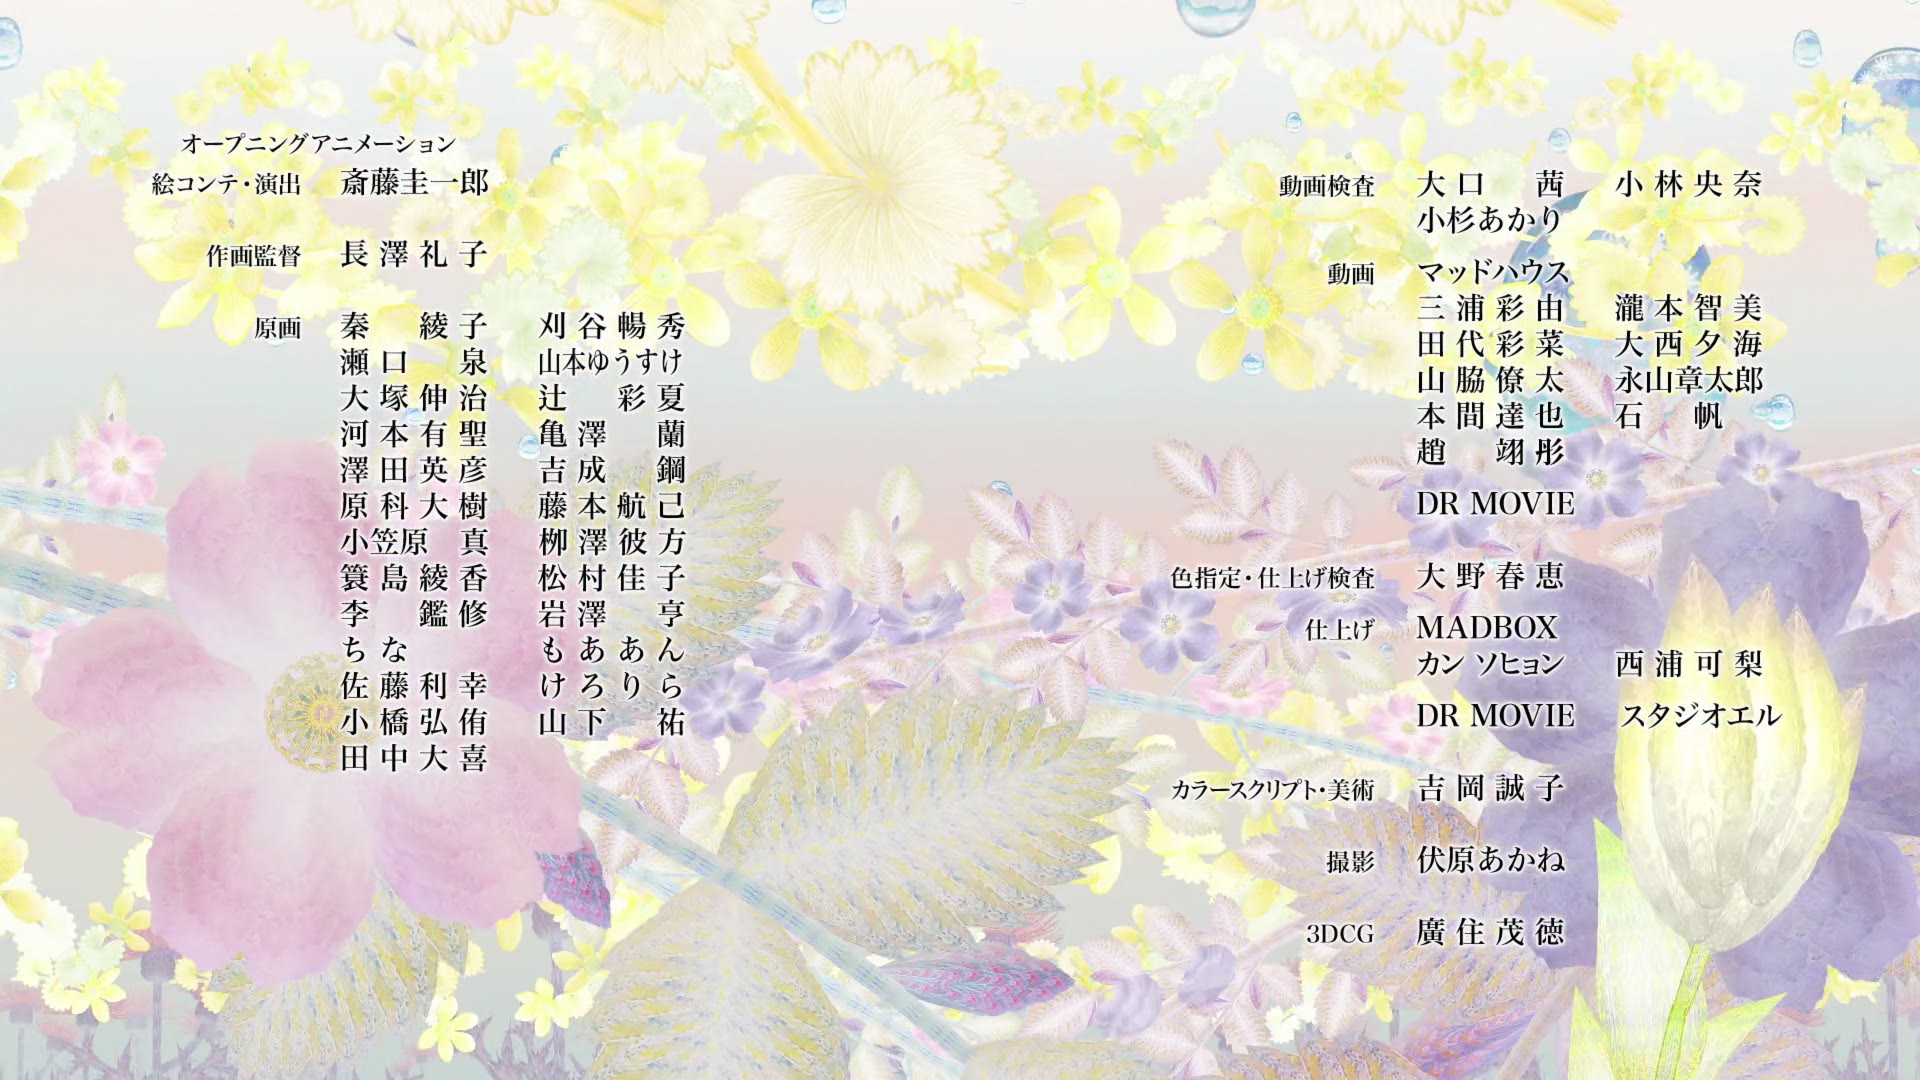 オープニングアニメーション
絵コンテ・演出 斎藤圭一郎
作画監督 長澤礼子
原画 秦綾子 刈谷暢秀
瀬口泉 山本ゆうすけ
大塚伸治 辻彩夏
河本有聖 亀澤蘭
澤田英彦 吉成鋼
原科大樹 藤本航己
小笠原真 栁澤彼方
簑島綾香 松村佳子
李鑑修 岩澤亨
ちな もああん
佐藤利幸 けろりら
小橋弘侑 山下祐
田中大喜
動画検査 大口茜 小林央奈
小杉あかり
動画 マッドハウス
三浦彩由 瀧本智美
田代彩菜 大西夕海
山脇僚太 永山章太郎
本間達也 石帆
趙翊彤
DR MOVIE
色指定・仕上げ検査 大野春恵
仕上げ MADBOX
カン ソヒョン 西浦可梨
DR MOVIE スタジオエル
カラースクリプト・美術 吉岡誠子
撮影 伏原あかね
3DCG 廣住茂徳